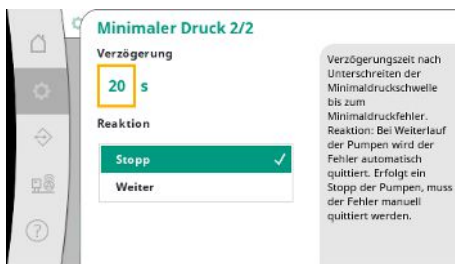 Minimaler Druck 2/2
Verzögerung
20 s
Reaktion
Stopp
Weiter
Verzögerungszeit nach
Unterschreiten der
Minimaldruckschwelle
bis zum
Minimaldruckfehler.
Reaktion: Bei Weiterlauf
der Pumpen wird der
Fehler automatisch
quittiert. Erfolgt ein
Stopp der Pumpen, muss
der Fehler manuell
quittiert werden.
?